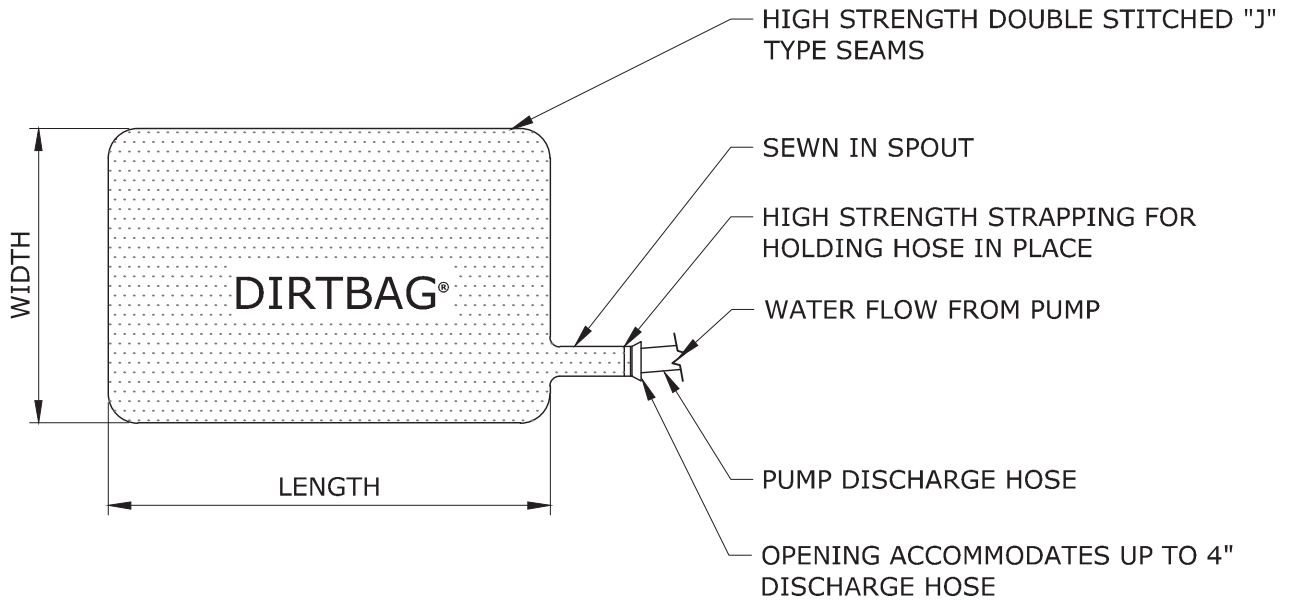 HIGH STRENGTH DOUBLE STITCHED "J"
TYPE SEAMS
SEWN IN SPOUT
HIGH STRENGTH STRAPPING FOR
HOLDING HOSE IN PLACE
WIDTH
DIRTBAG®
WATER FLOW FROM PUMP
LENGTH
PUMP DISCHARGE HOSE
OPENING ACCOMMODATES UP TO 4"
DISCHARGE HOSE